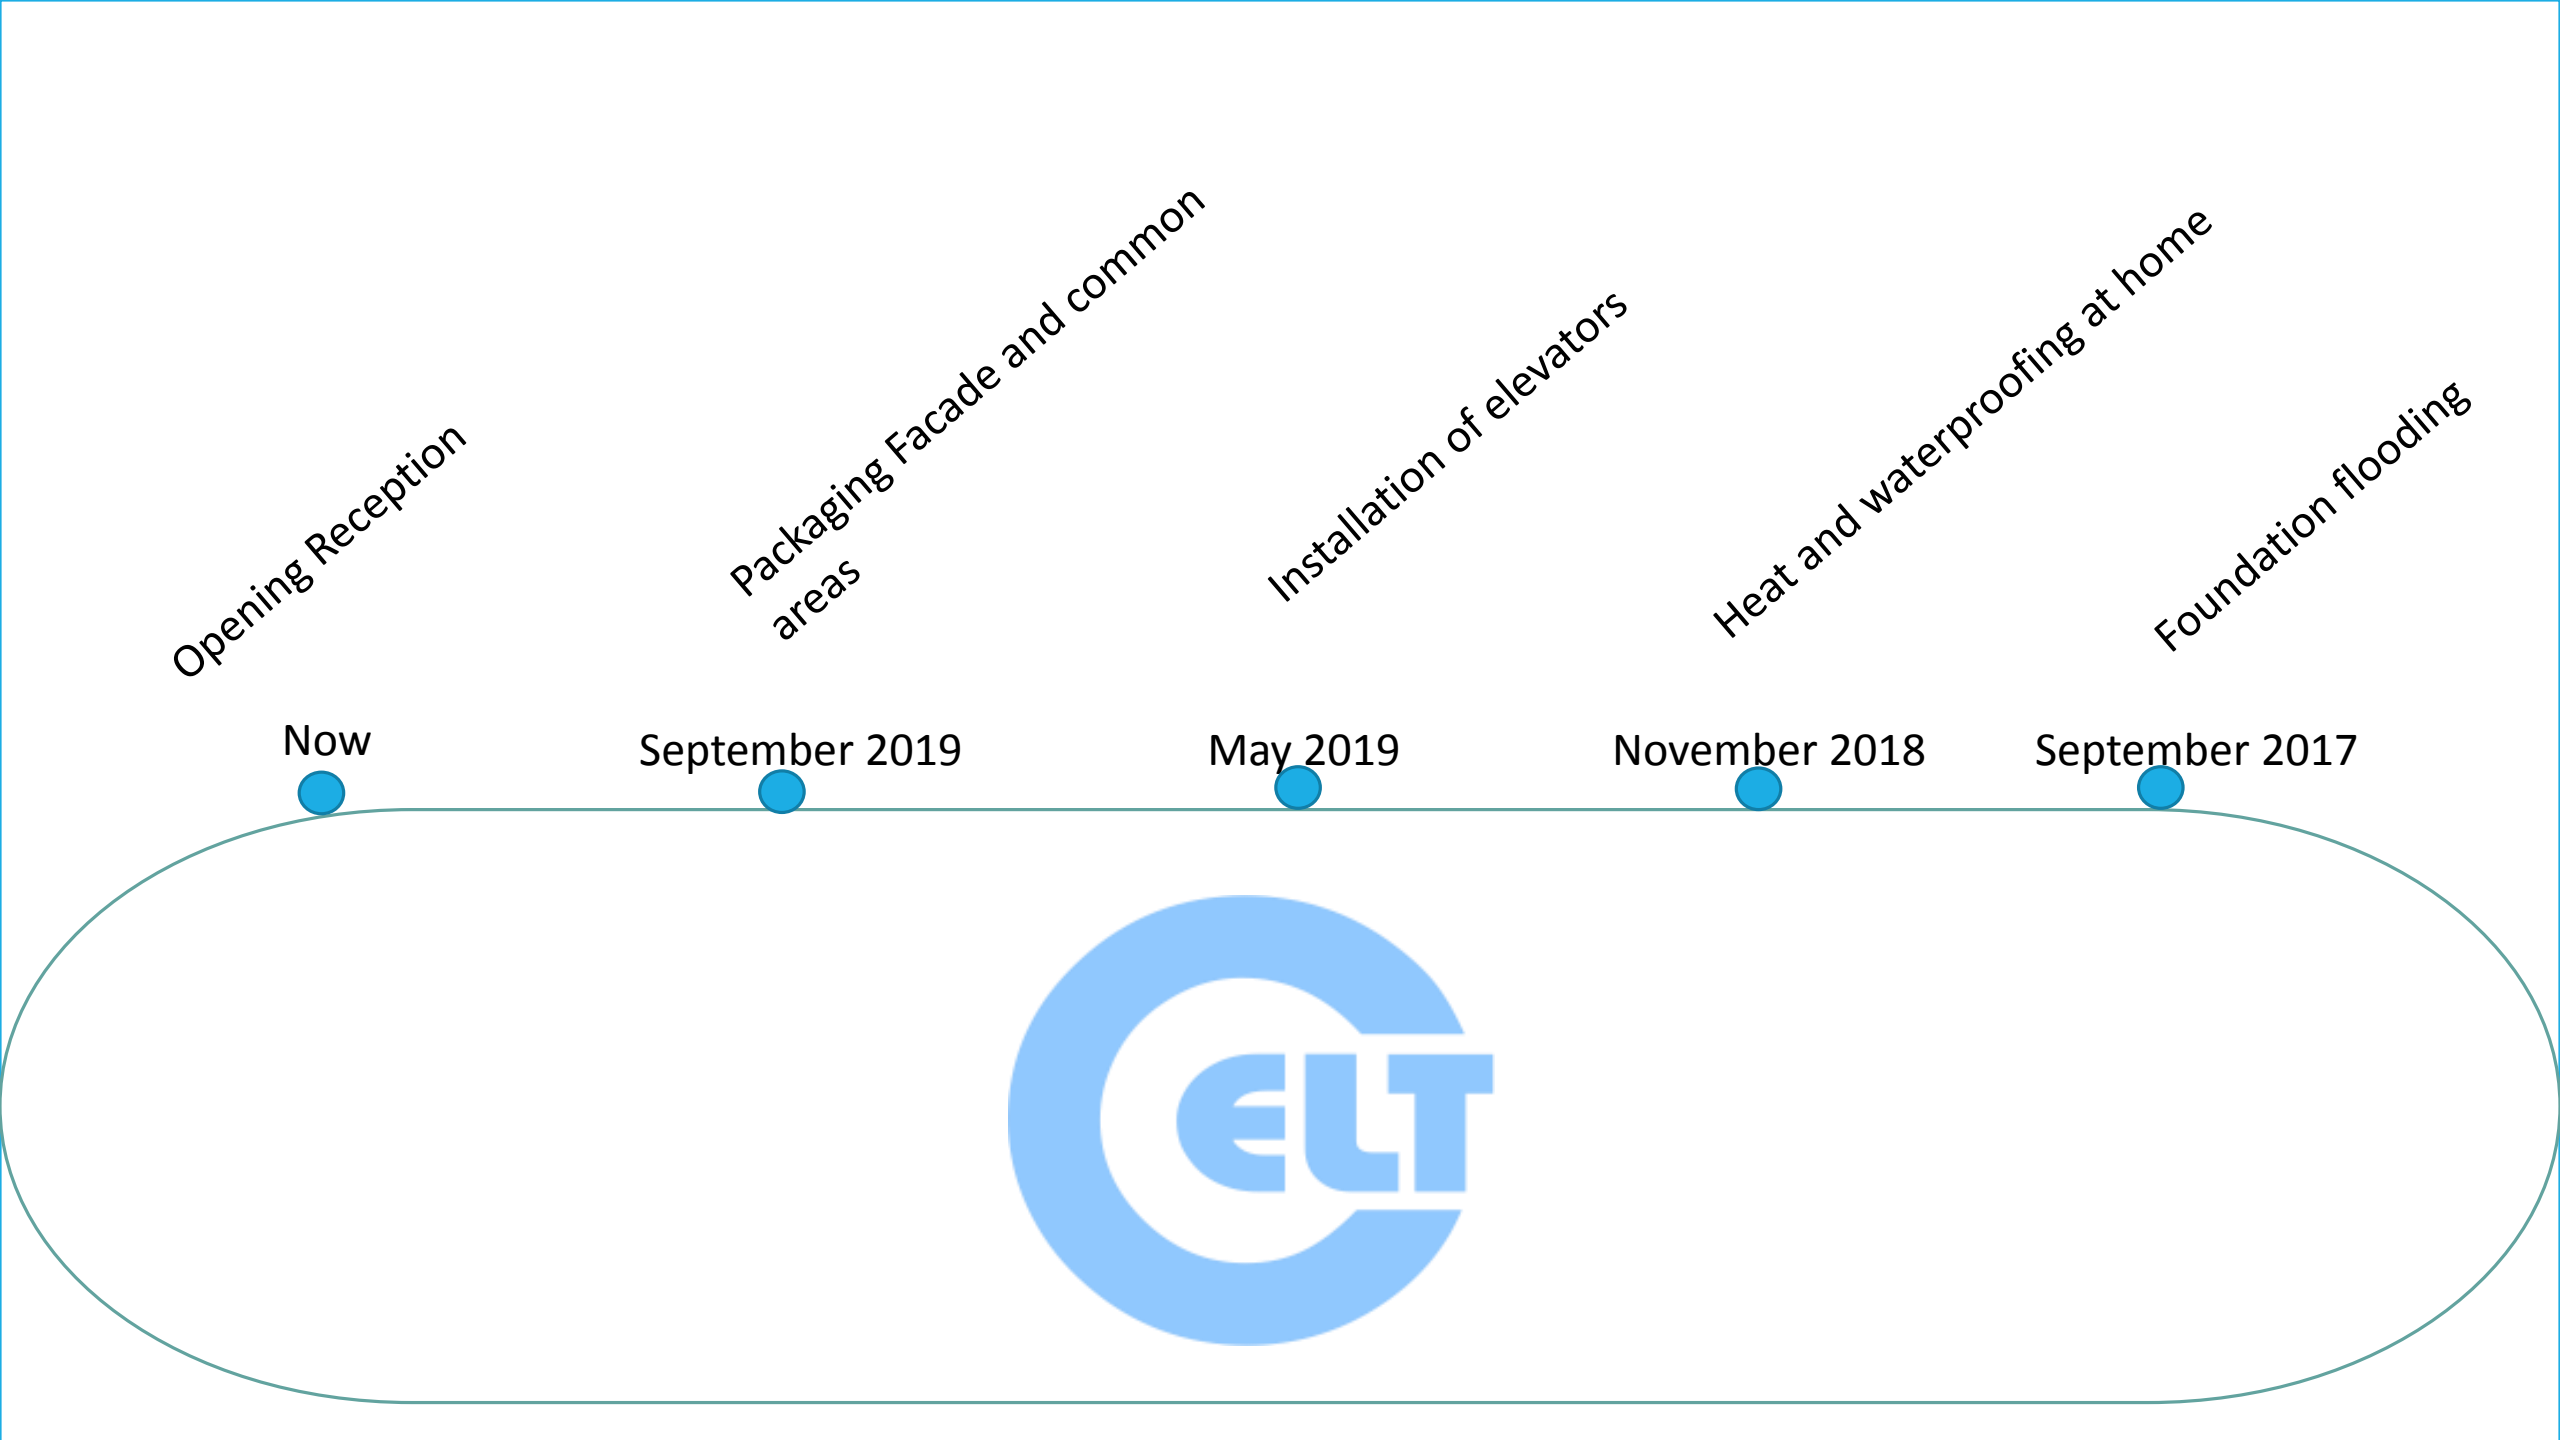 Opening Reception
Packaging Facade and common
areas
Installation of elevators
Heat and waterproofing at home
Foundation flooding
Now
September 2019
May 2019
November 2018
September 2017
CELT